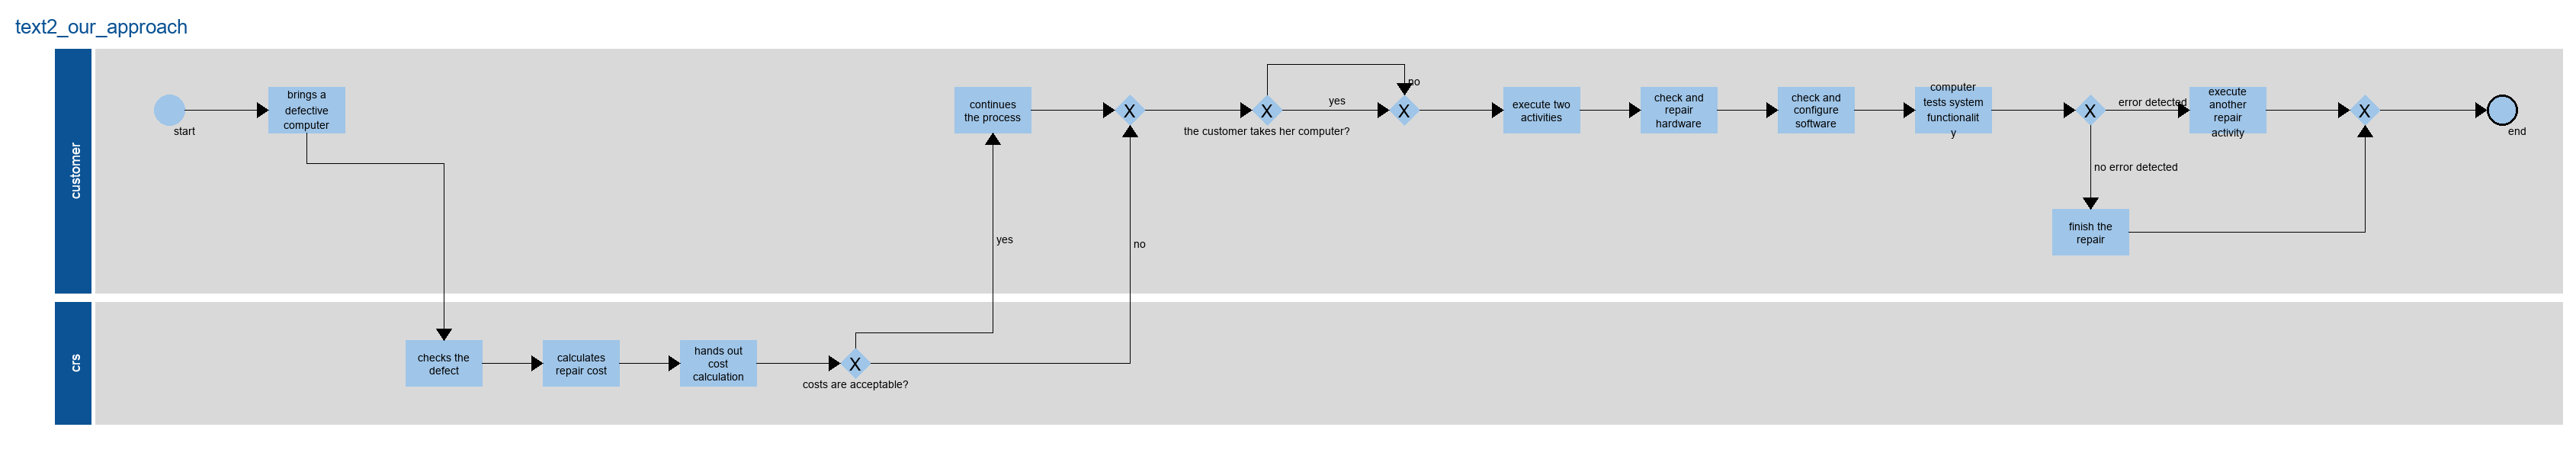 text2_our_approach
customer
start
brings a
defective
computer
continues
the process
X
X
the customer takes her computer?
yes
no
X
execute two
activities
check and
repair
hardware
check and
configure
software
computer
tests system
functionalit
y
X
error detected
no error detected
execute
another
repair
activity
finish the
repair
X
end
yes
no
crs
checks the
defect
calculates
repair cost
hands out
cost
calculation
X
costs are acceptable?